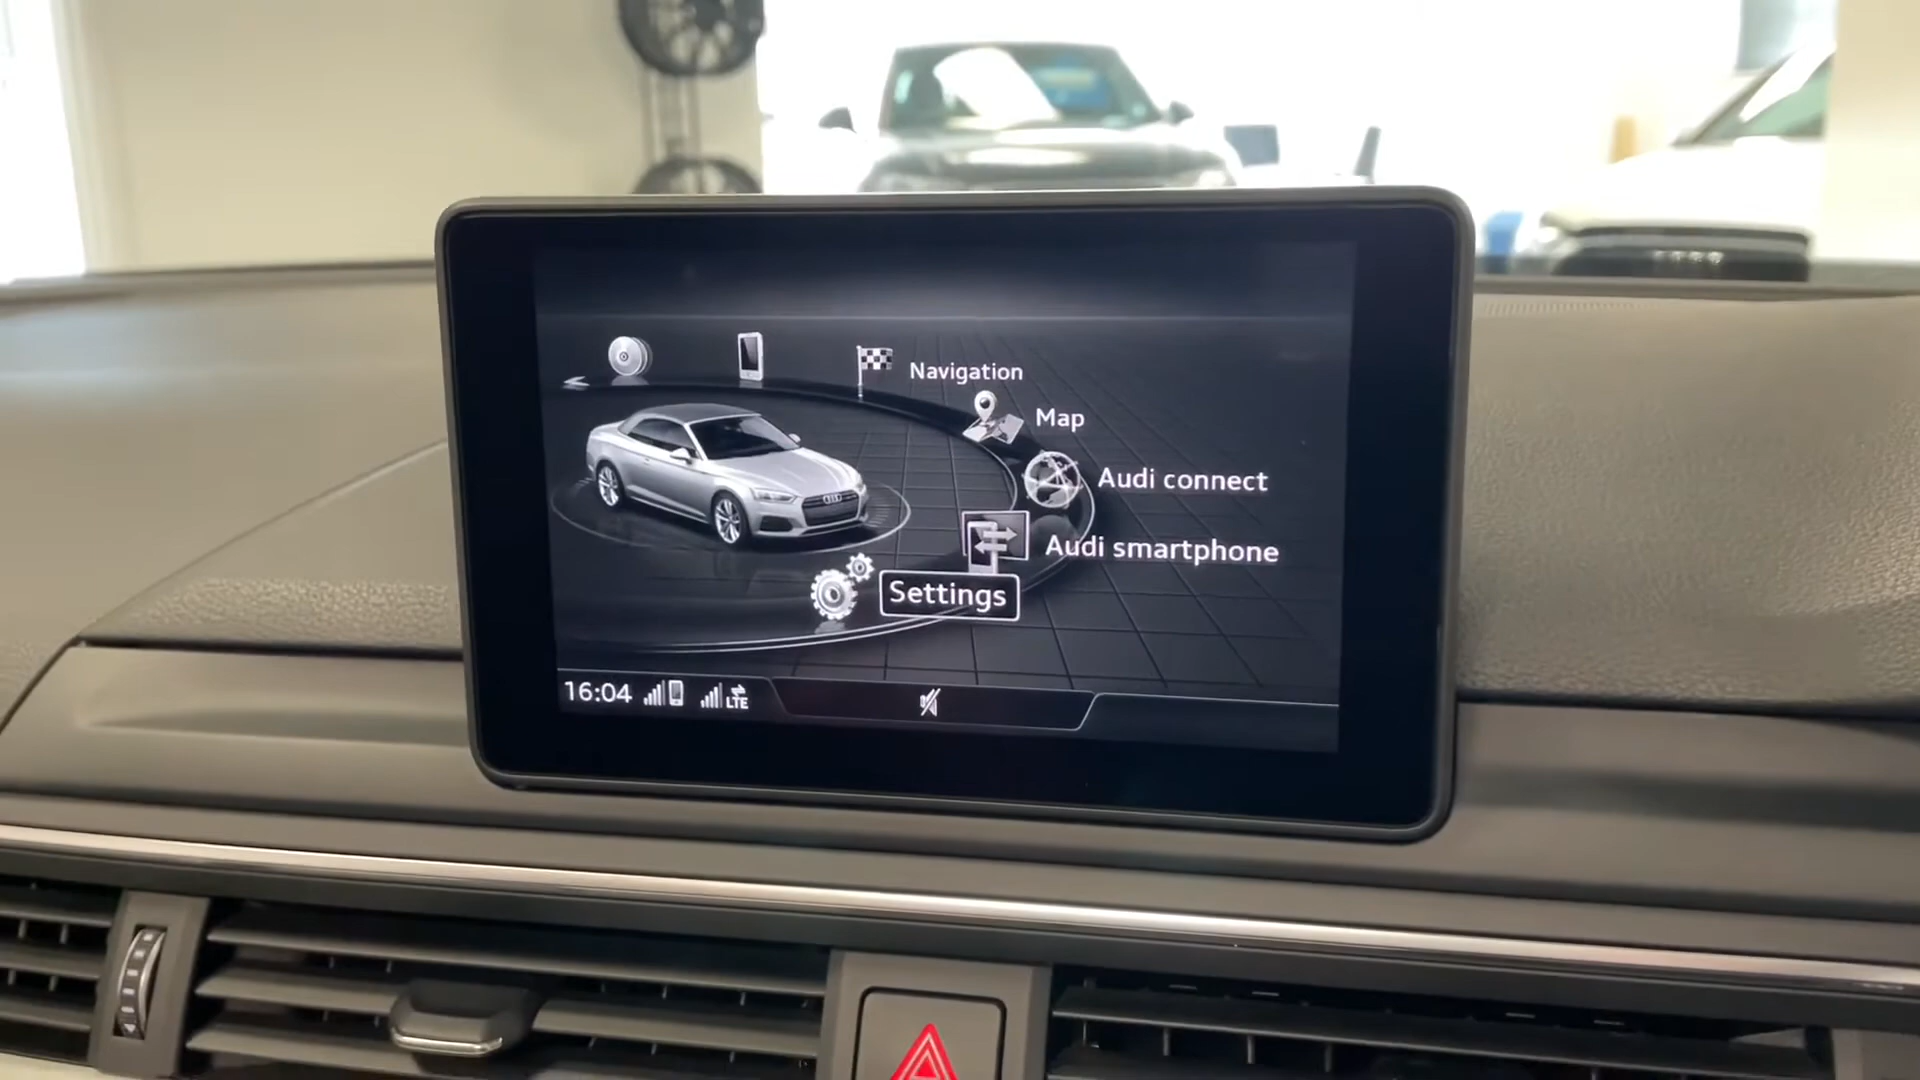 Navigation
Map
Audi connect
Audi smartphone
Settings
16:04
LTE